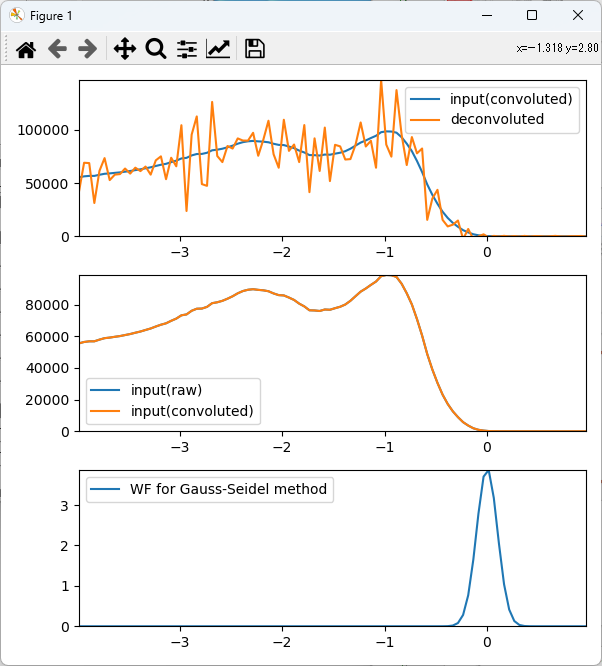 Figure 1
x=−1.318 y=2.80
input(convoluted)
deconvoluted
100000
50000
0
−3 −2 −1 0
80000
60000
40000
20000
0
input(raw)
input(convoluted)
−3 −2 −1 0
WF for Gauss-Seidel method
3
2
1
0
−3 −2 −1 0